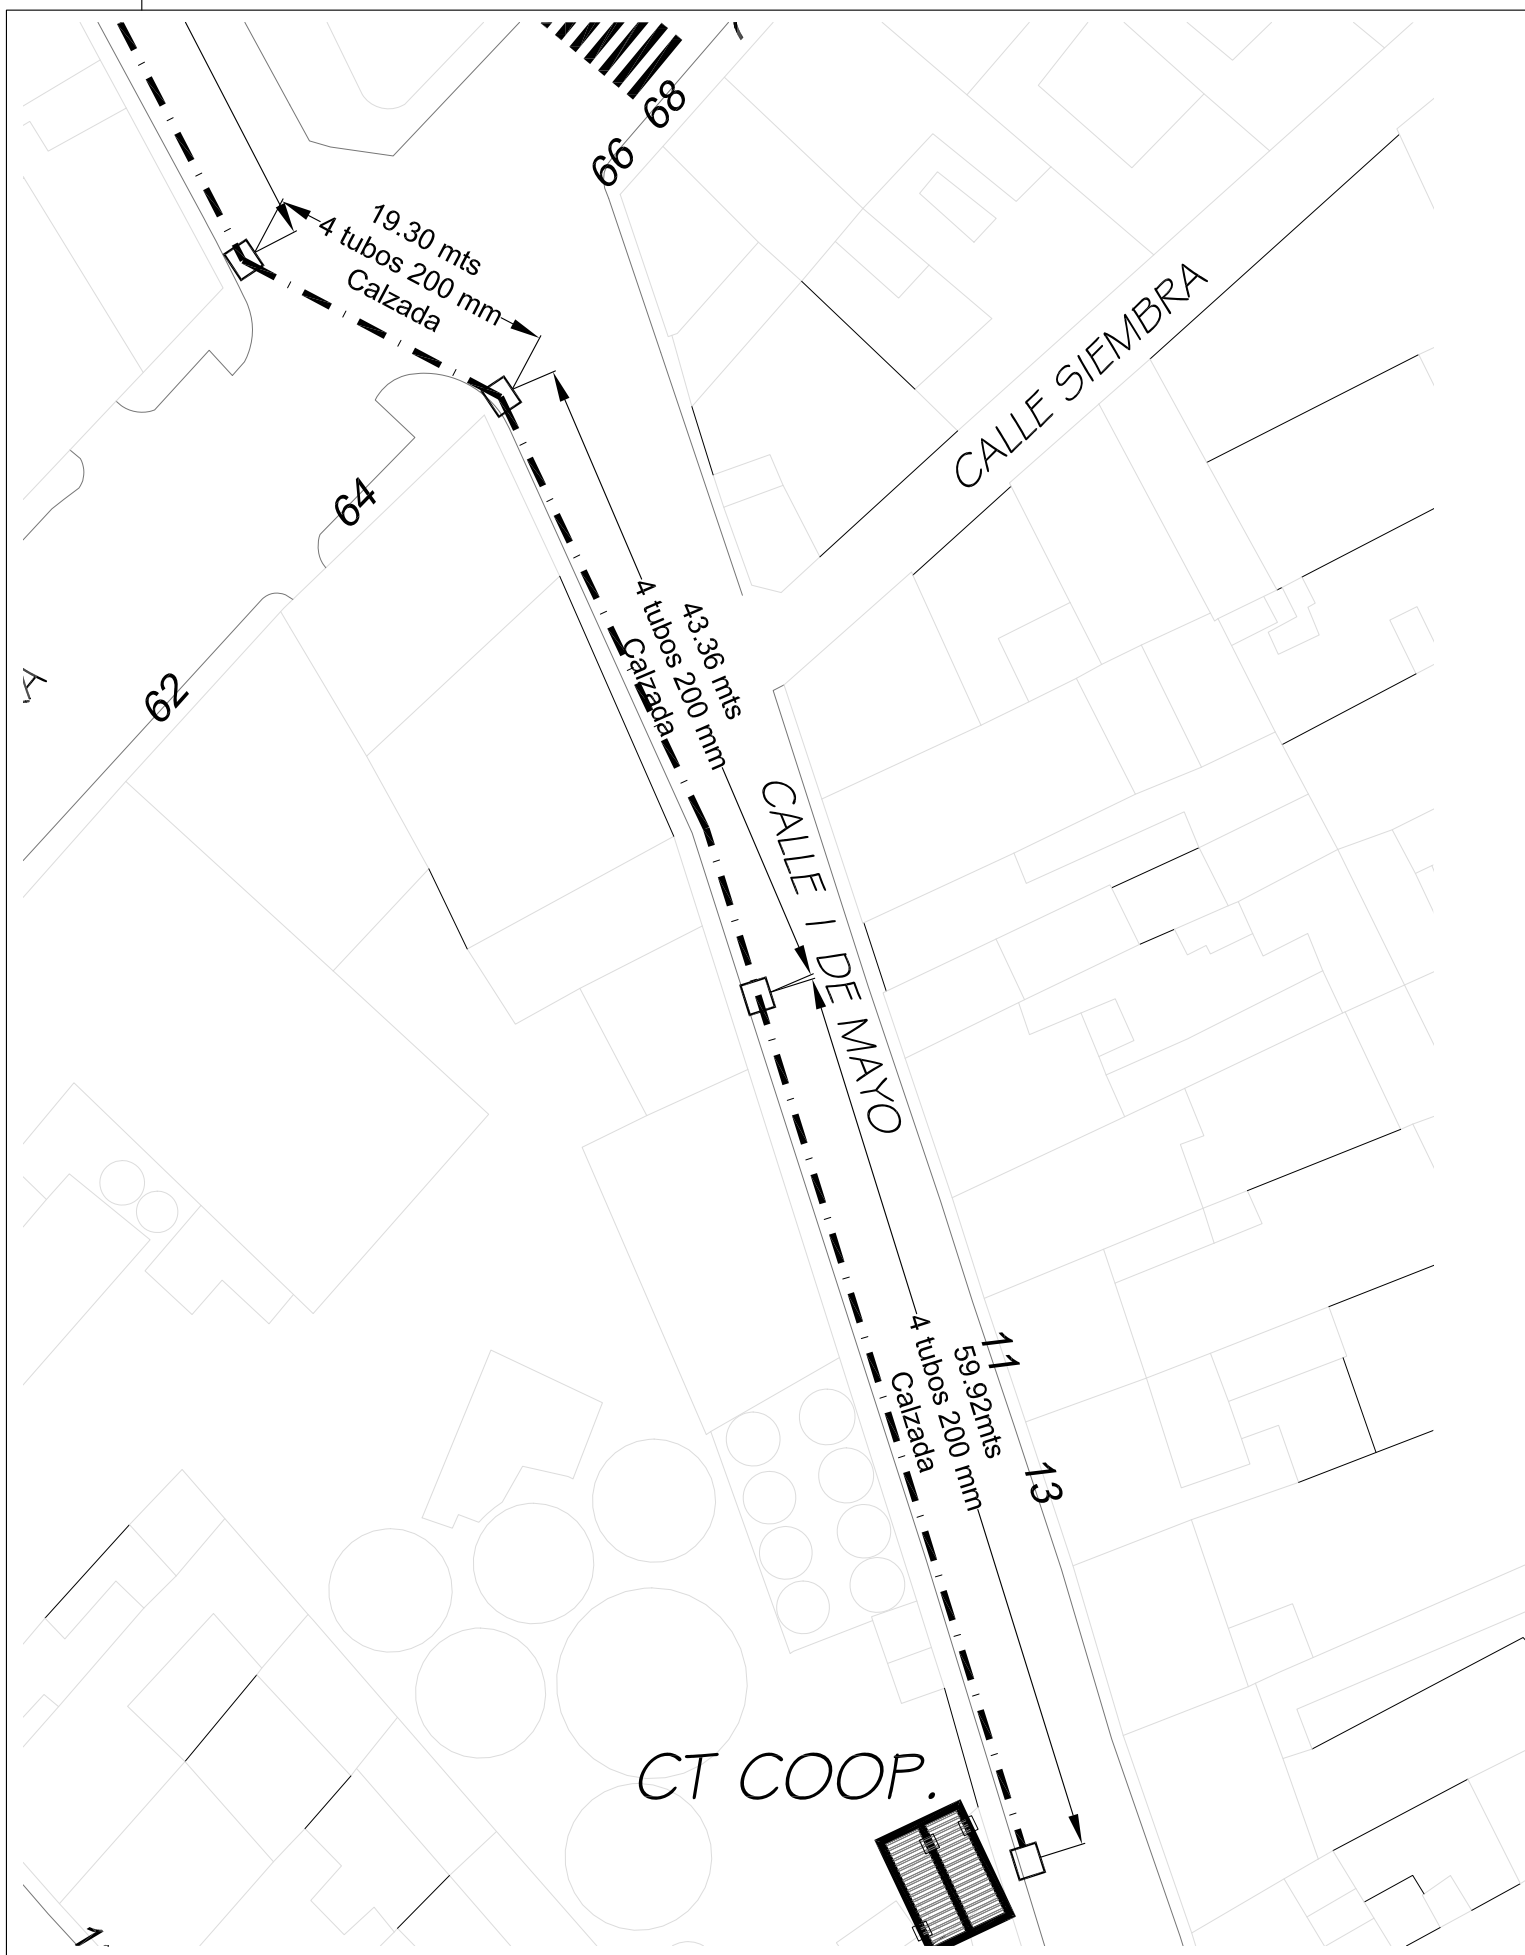 68
66
19.30 mts
4 tubos 200 mm
Calzada
CALLE SIEMBRA
64
43.36 mts
4 tubos 200 mm
Calzada
62
A
CALLE 1 DE MAYO
11
59.92mts
4 tubos 200 mm
Calzada
13
CT COOP.
1